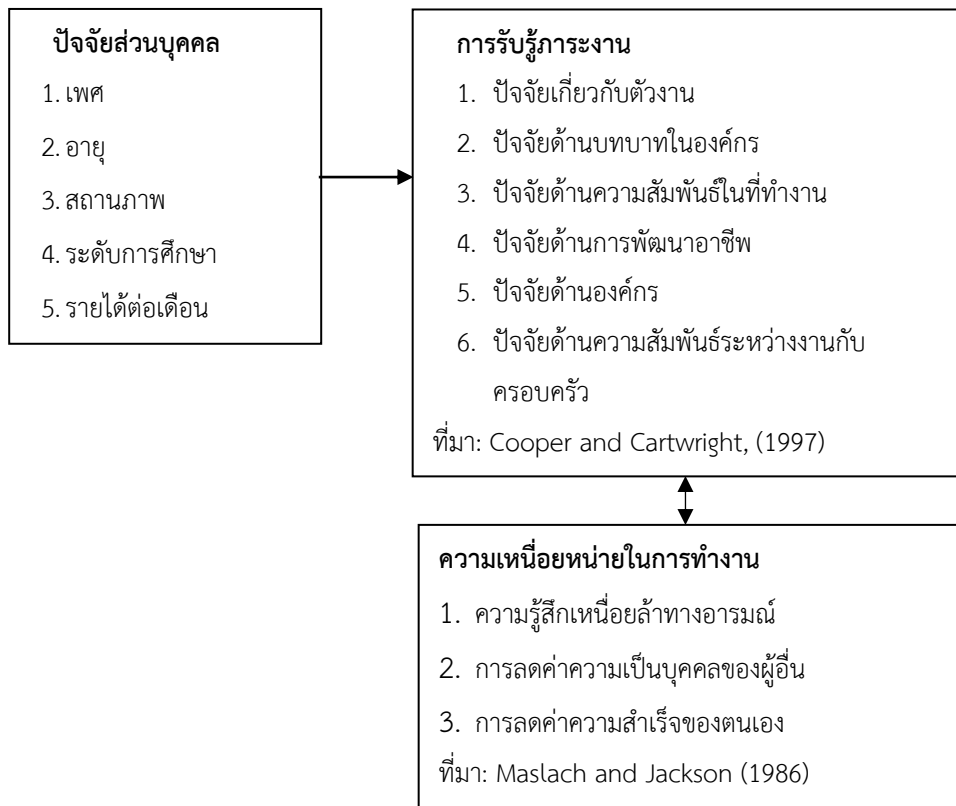 ปัจจัยส่วนบุคคล
1. เพศ
2. อายุ
3. สถานภาพ
4. ระดับการศึกษา
5. รายได้ต่อเดือน
การรับรู้ภาระงาน
1. ปัจจัยเกี่ยวกับตัวงาน
2. ปัจจัยด้านบทบาทในองค์กร
3. ปัจจัยด้านความสัมพันธ์ในที่ทำงาน
4. ปัจจัยด้านการพัฒนาอาชีพ
5. ปัจจัยด้านองค์กร
6. ปัจจัยด้านความสัมพันธ์ระหว่างงานกับ
ครอบครัว
ที่มา: Cooper and Cartwright, (1997)
ความเหนื่อยหน่ายในการทำงาน
1. ความรู้สึกเหนื่อยล้าทางอารมณ์
2. การลดค่าความเป็นบุคคลของผู้อื่น
3. การลดค่าความสำเร็จของตนเอง
ที่มา: Maslach and Jackson (1986)